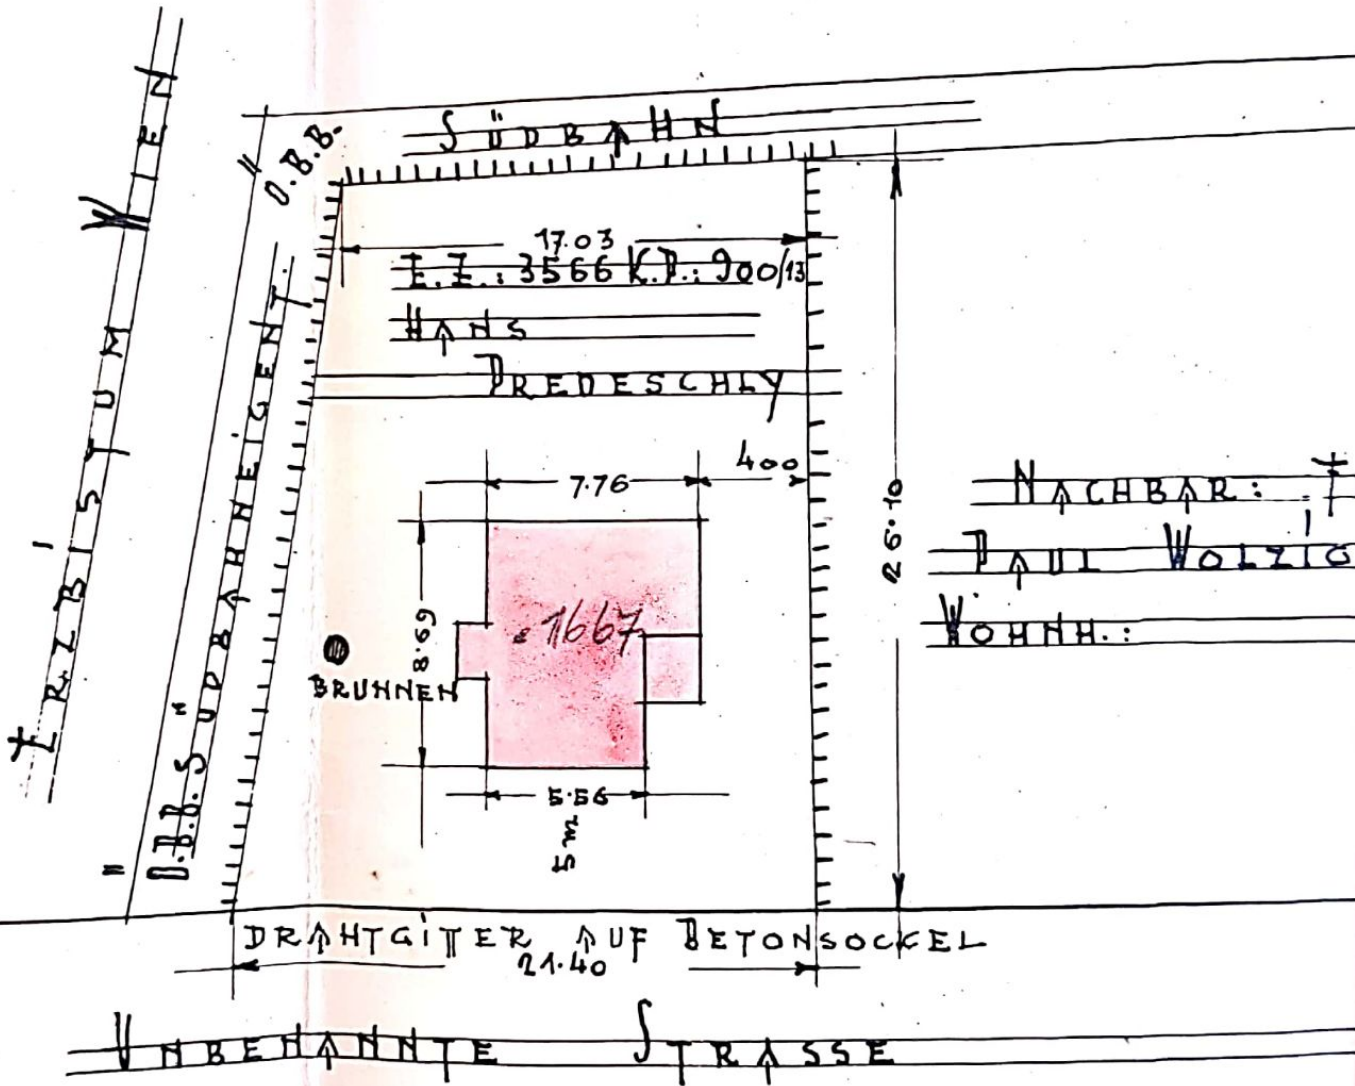 ERZBISTUM WIEN
Ö.B.B.
SÜDBAHN
Ö.B.B. SÜDBAHNEIGENT.
17.03
E.Z.: 3566 K.P.: 900/13
HANS
PREDESCHLY
7.76
400
8.69
.1667
BRUNNEN
5.56
5m
26.10
NACHBAR:
PAUL
WOHNH.:
DRAHTGITTER AUF BETONSOCKEL
21.40
UNBENANNTE STRASSE